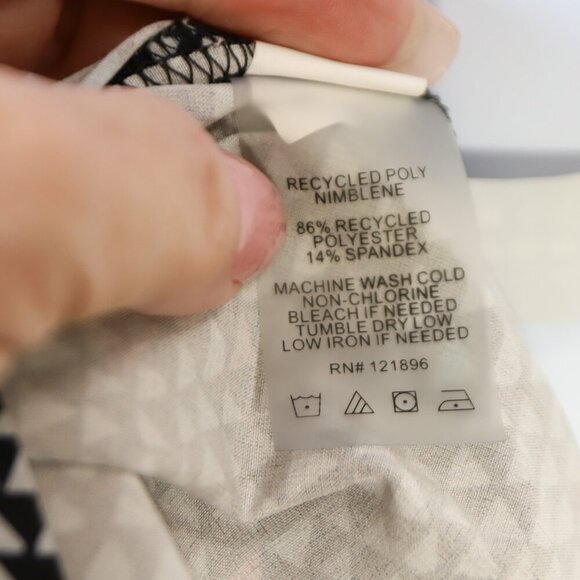 RECYCLED POLY
NIMBLENE
86% RECYCLED
POLYESTER
14% SPANDEX
MACHINE WASH COLD
NON-CHLORINE
BLEACH IF NEEDED
TUMBLE DRY LOW
LOW IRON IF NEEDED
RN# 121896